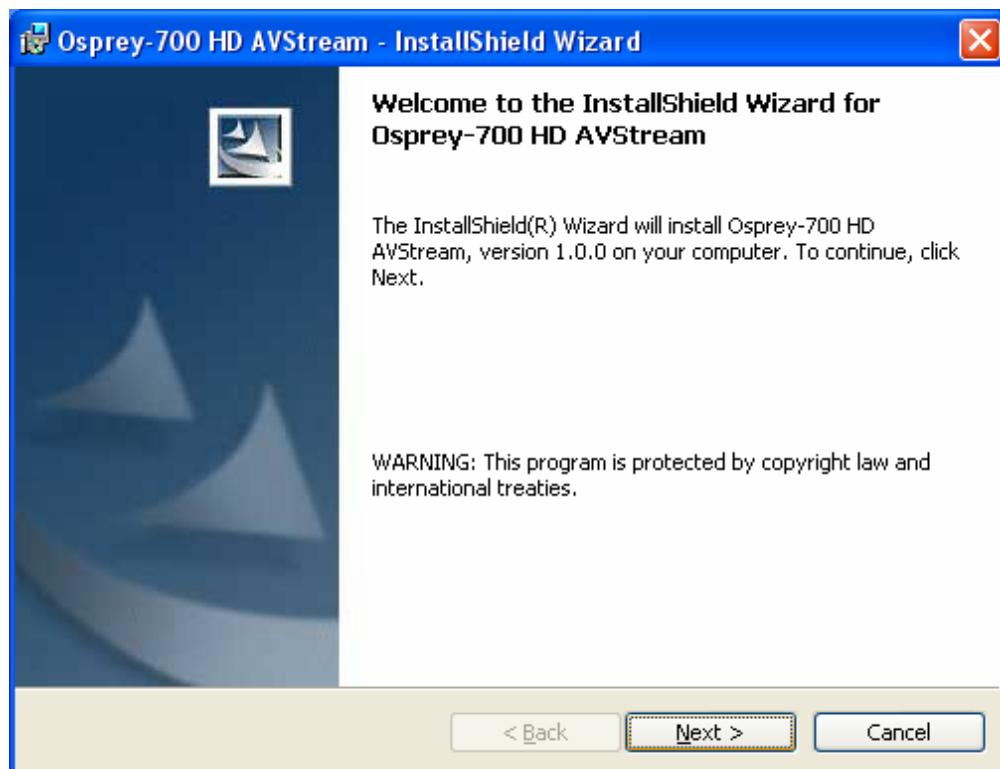 Osprey-700 HD AVStream - InstallShield Wizard
Welcome to the InstallShield Wizard for
Osprey-700 HD AVStream
The InstallShield(R) Wizard will install Osprey-700 HD
AVStream, version 1.0.0 on your computer. To continue, click
Next.
WARNING: This program is protected by copyright law and
international treaties.
< Back
Next >
Cancel